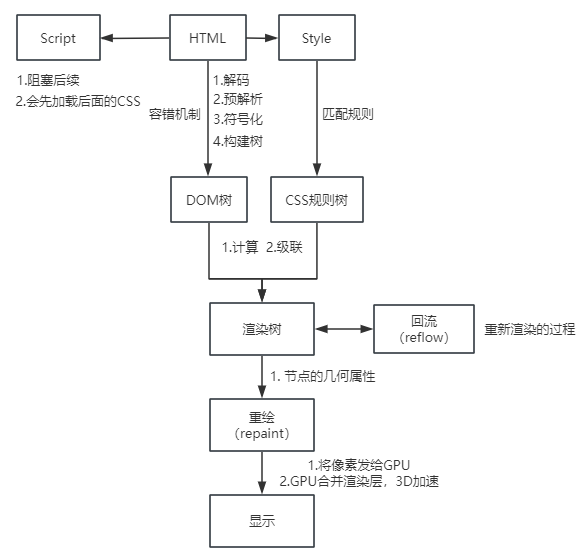 Script
HTML
Style
1.阻塞后续
2.会先加载后面的CSS
容错机制
1.解码
2.预解析
3.符号化
4.构建树
匹配规则
DOM树
CSS规则树
1.计算 2.级联
渲染树
回流
（reflow）
重新渲染的过程
1. 节点的几何属性
重绘
（repaint）
1.将像素发给GPU
2.GPU合并渲染层，3D加速
显示